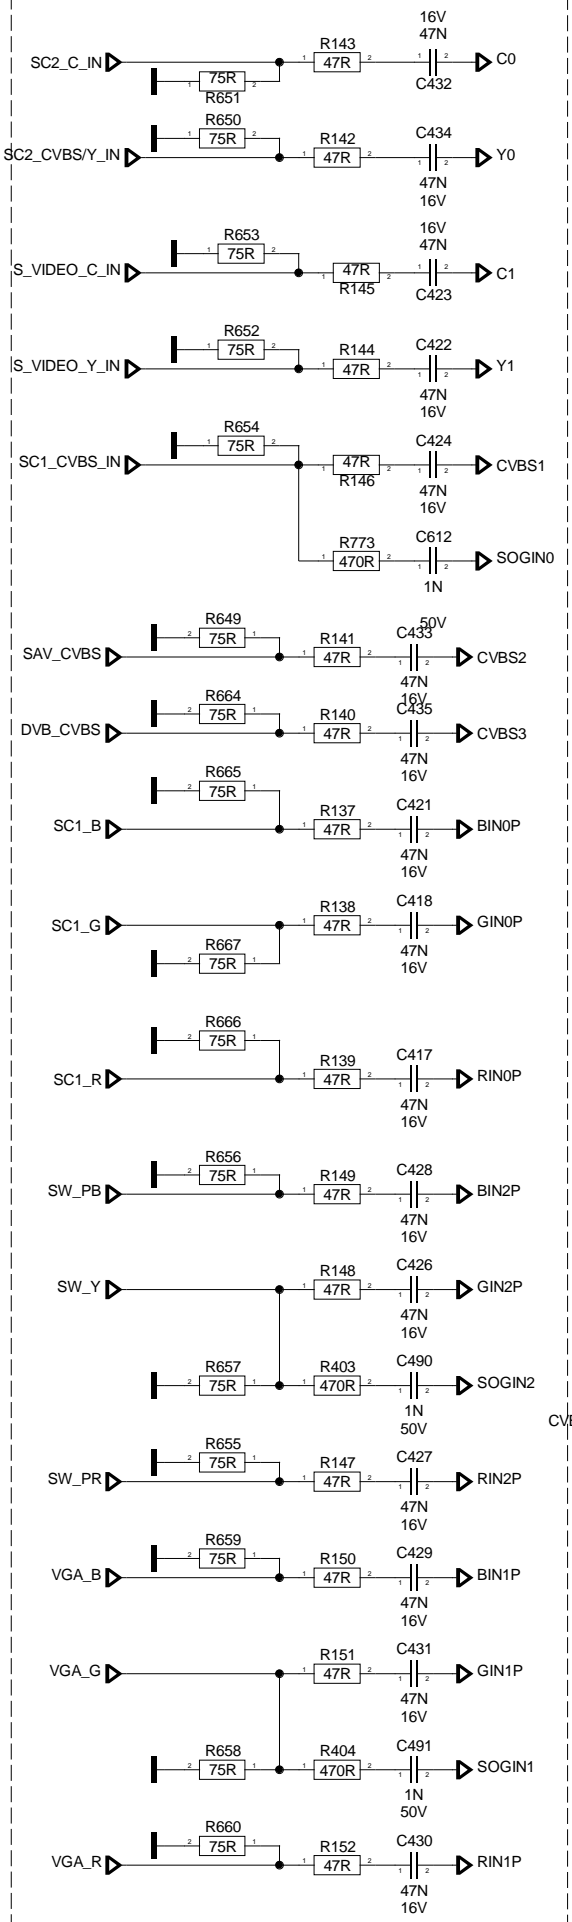 16V
47N
SC2_C_IN
R143
47R
C432
C0
75R
R651
R650
75R
SC2_CVBS/Y_IN
R142
47R
C434
47N
16V
Y0
R653
75R
16V
47N
S_VIDEO_C_IN
47R
R145
C423
C1
R652
75R
S_VIDEO_Y_IN
R144
47R
C422
47N
16V
Y1
R654
75R
SC1_CVBS_IN
47R
R146
C424
47N
16V
CVBS1
R773
470R
C612
1N
50V
SOGIN0
R649
75R
SAV_CVBS
R141
47R
C433
47N
16V
CVBS2
R664
75R
DVB_CVBS
R140
47R
C435
47N
16V
CVBS3
R665
75R
SC1_B
R137
47R
C421
47N
16V
BIN0P
SC1_G
R138
47R
C418
47N
16V
GIN0P
R667
75R
R666
75R
SC1_R
R139
47R
C417
47N
16V
RIN0P
R656
75R
SW_PB
R149
47R
C428
47N
16V
BIN2P
SW_Y
R148
47R
C426
47N
16V
GIN2P
R657
75R
R403
470R
C490
1N
50V
SOGIN2
R655
75R
SW_PR
R147
47R
C427
47N
16V
RIN2P
R659
75R
VGA_B
R150
47R
C429
47N
16V
BIN1P
VGA_G
R151
47R
C431
47N
16V
GIN1P
R658
75R
R404
470R
C491
1N
50V
SOGIN1
R660
75R
VGA_R
R152
47R
C430
47N
16V
RIN1P